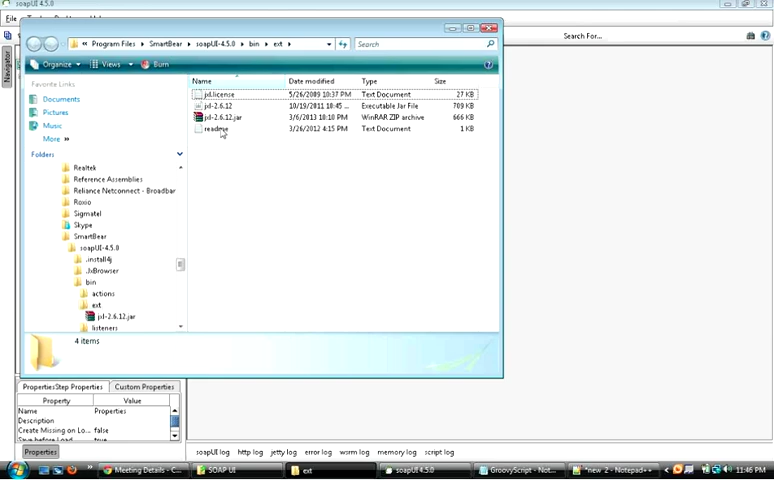 soapUI 4.5.0
File
Search For...
Navigator
« Program Files ▸ SmartBear ▸ soapUI-4.5.0 ▸ bin ▸ ext ▸
Search
Organize
Views
Burn
Favorite Links
Documents
Pictures
Music
More »
Folders
Realtek
Reference Assemblies
Reliance Netconnect - Broadbar
Roxio
Sigmatel
Skype
SmartBear
soapUI-4.5.0
.install4j
.JxBrowser
bin
actions
ext
jxl-2.6.12.jar
listeners
Name Date modified Type Size
jxl.license 5/26/2009 10:37 PM Text Document 27 KB
jxl-2.6.12 10/19/2011 10:45 ... Executable Jar File 709 KB
jxl-2.6.12.jar 3/6/2013 10:10 PM WinRAR ZIP archive 666 KB
readme 3/26/2012 4:15 PM Text Document 1 KB
4 items
PropertiesStep Properties Custom Properties
Property Value
Name Properties
Description
Create Missing on Lo... false
Save before Load true
Properties
soapUI log http log jetty log error log wsrm log memory log script log
Meeting Details - C...
SOAP UI
ext
soapUI 4.5.0
GroovyScript - Not...
*new 2 - Notepad++
11:46 PM